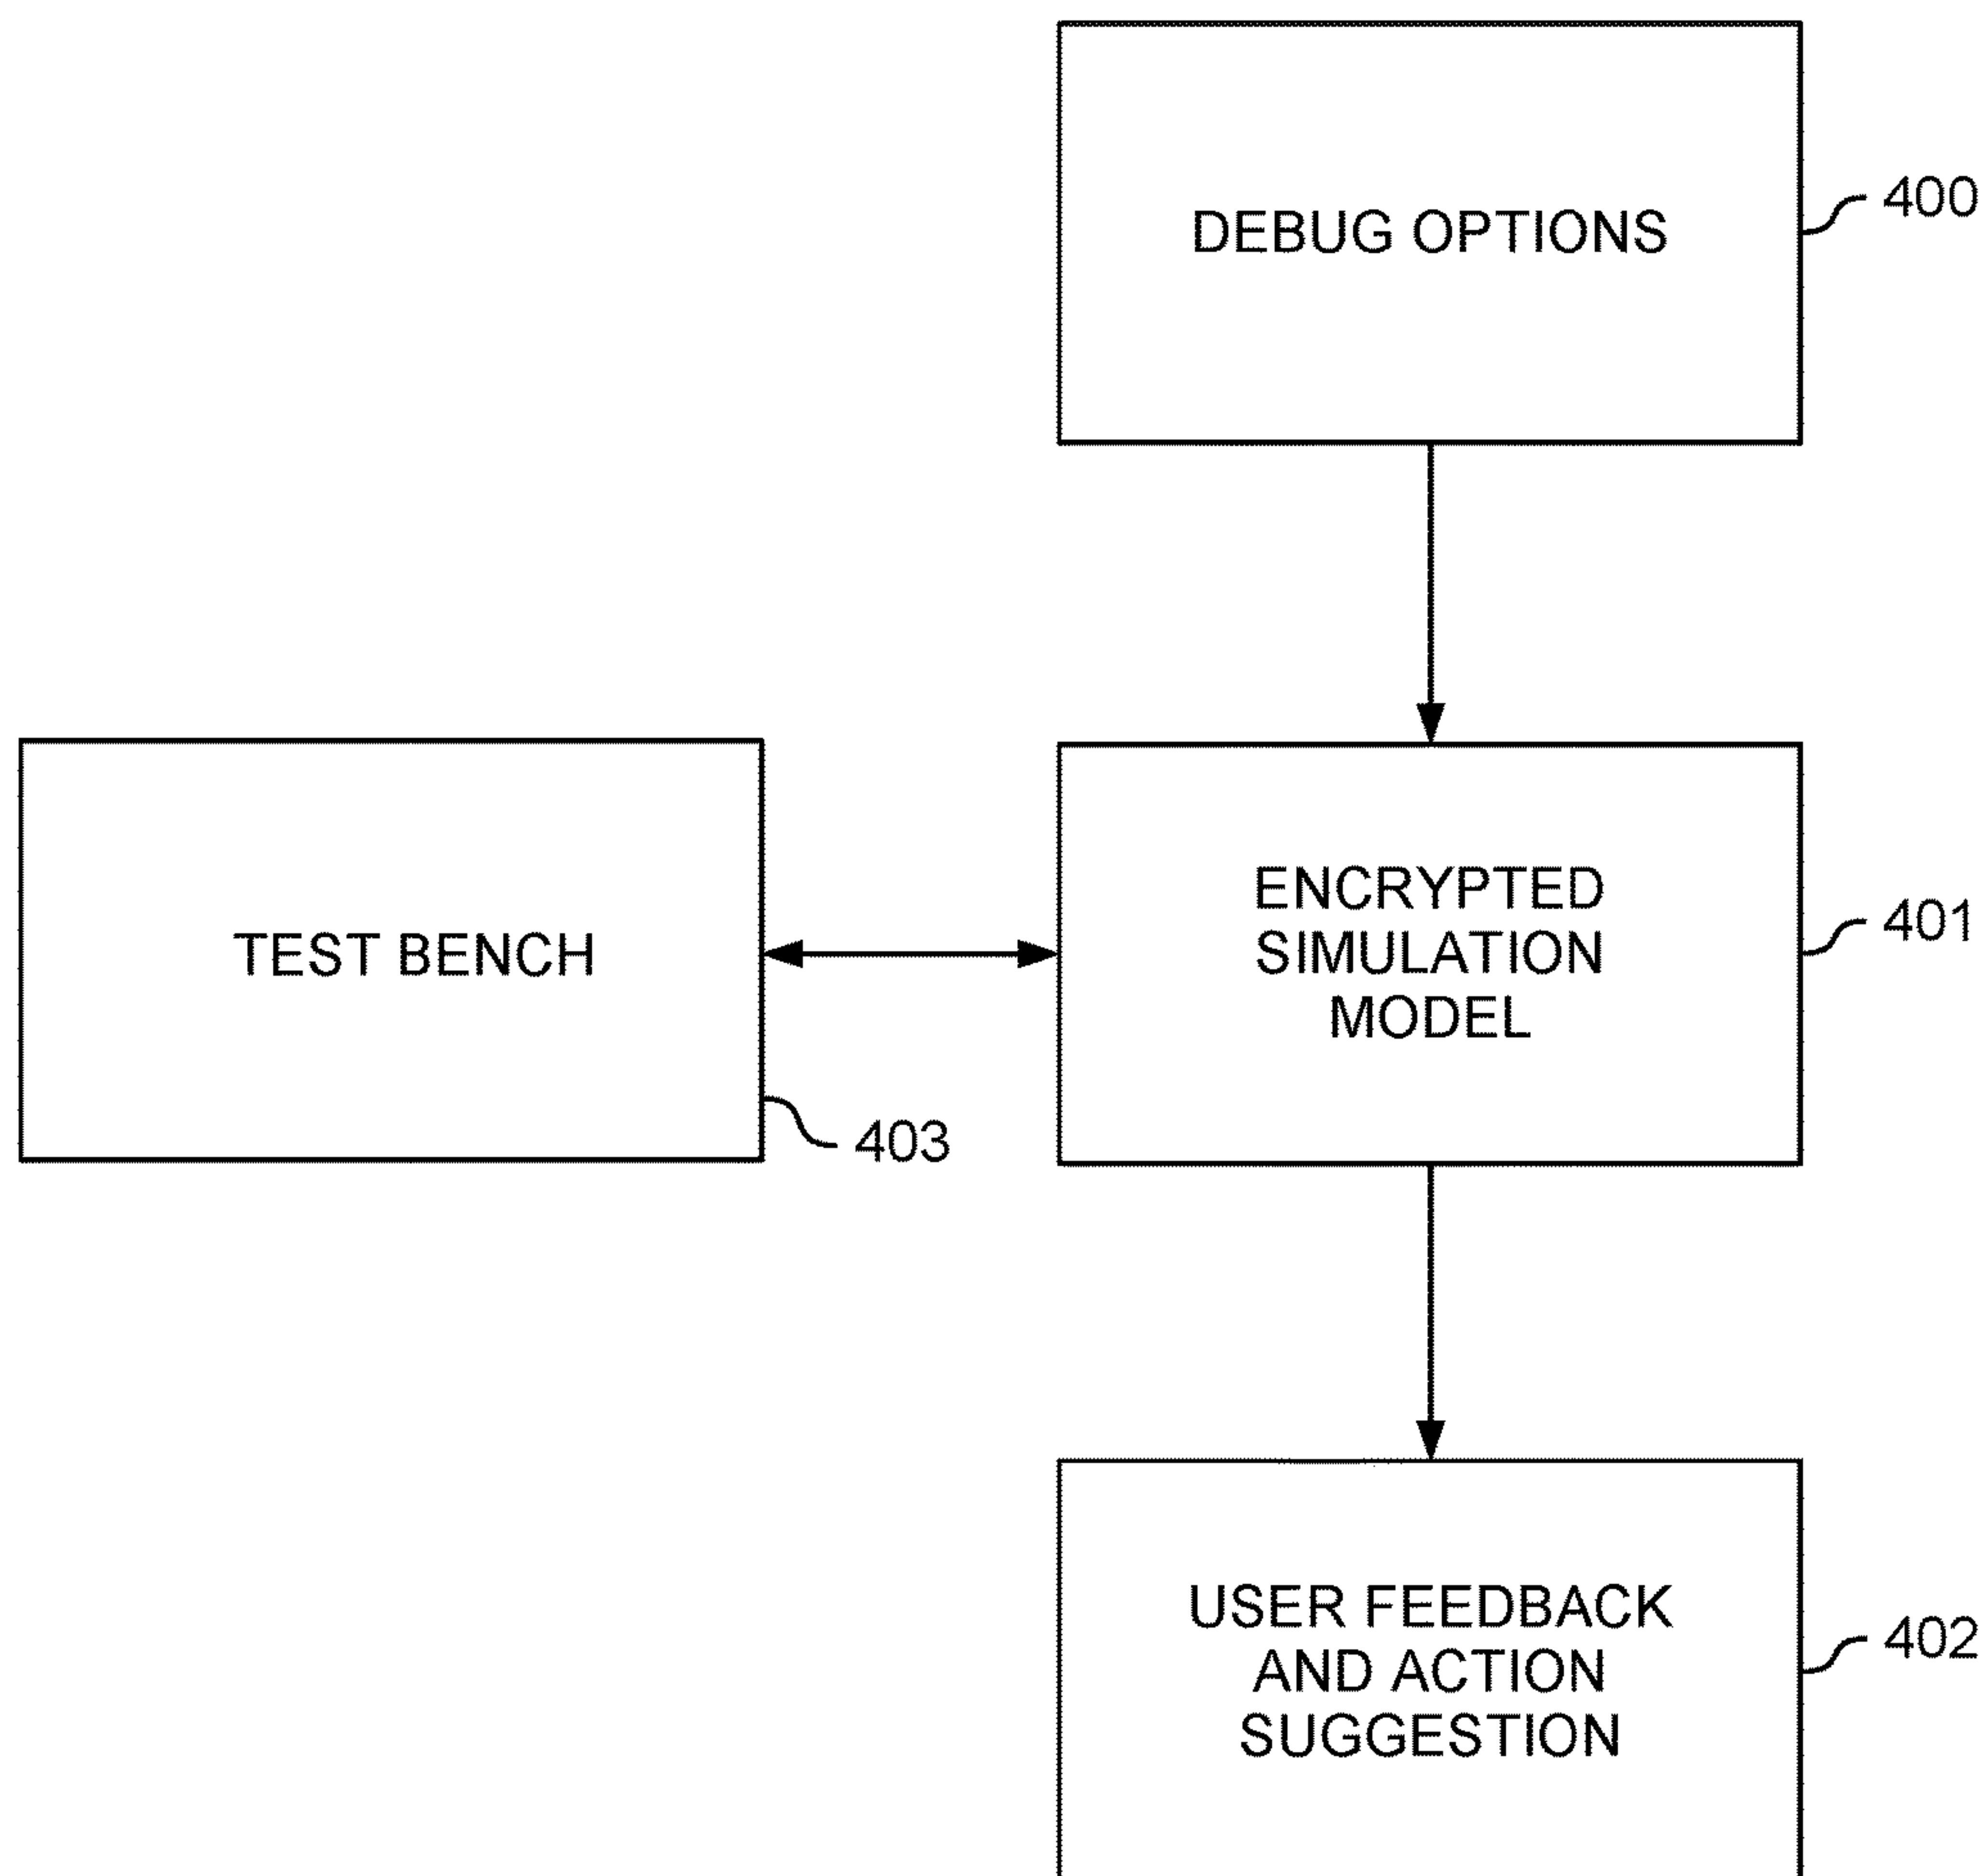 DEBUG OPTIONS
400
TEST BENCH
403
ENCRYPTED
SIMULATION
MODEL
401
USER FEEDBACK
AND ACTION
SUGGESTION
402